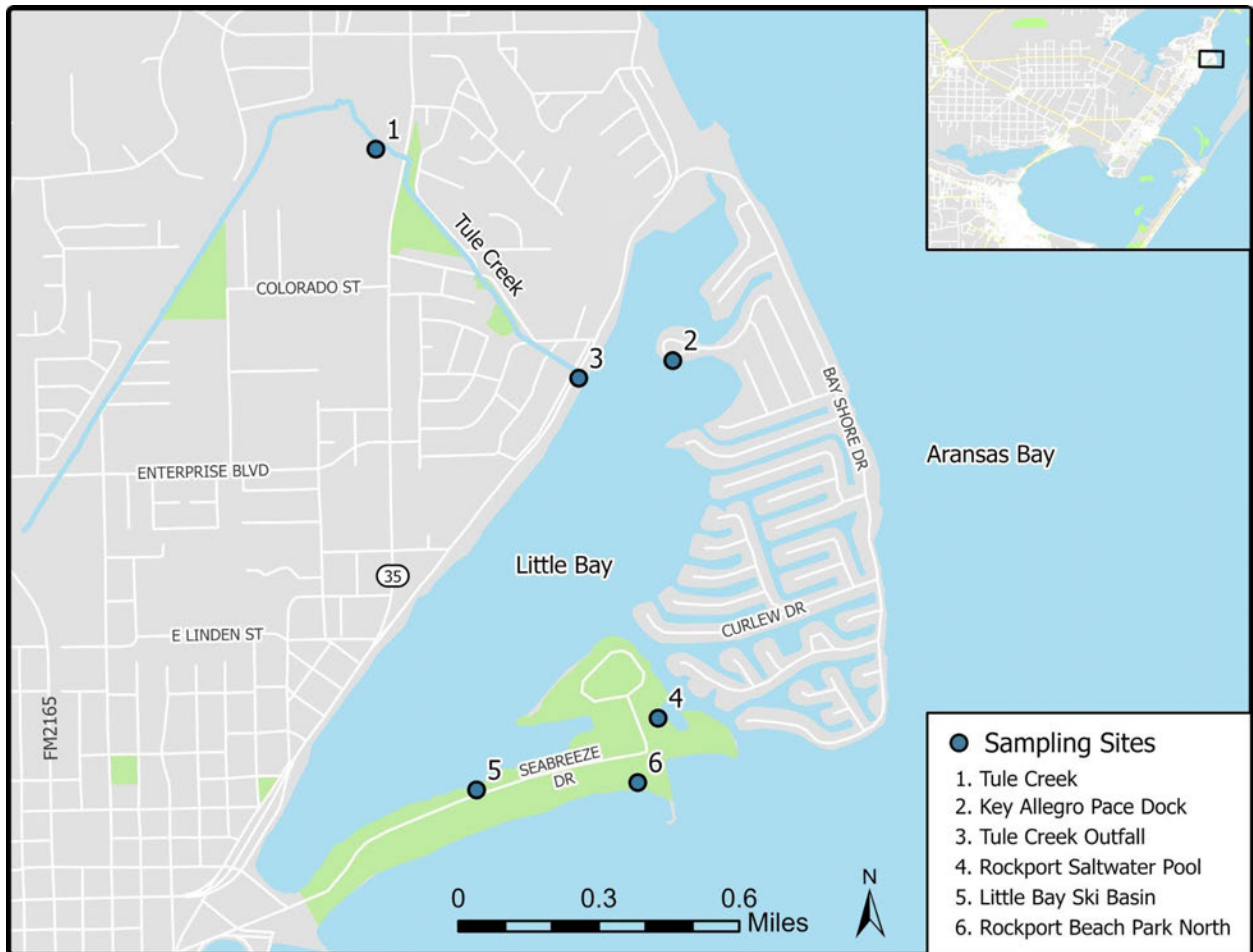 1
Tule Creek
COLORADO ST
2
3
BAY SHORE DR
Aransas Bay
ENTERPRISE BLVD
Little Bay
35
CURLEW DR
E LINDEN ST
FM2165
4
SEABREEZE
DR
5
6
0
0.3
0.6
Miles
N
Sampling Sites
1. Tule Creek
2. Key Allegro Pace Dock
3. Tule Creek Outfall
4. Rockport Saltwater Pool
5. Little Bay Ski Basin
6. Rockport Beach Park North